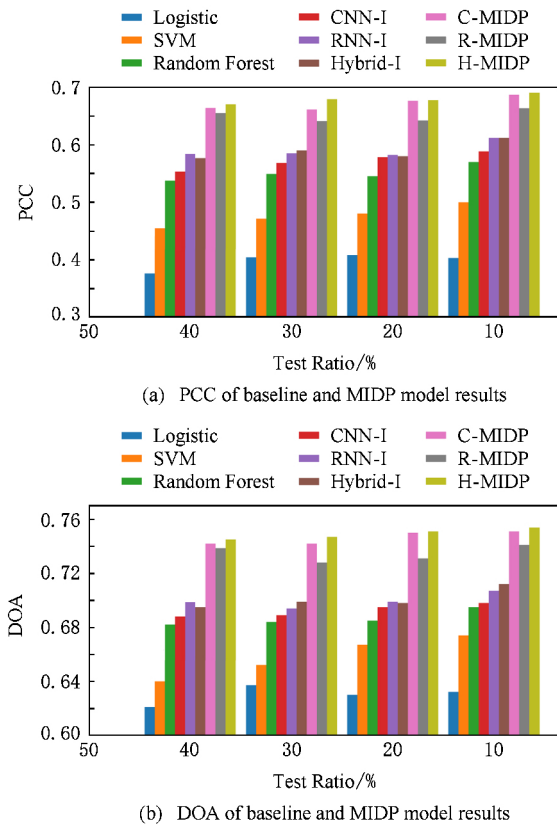 Logistic CNN-I C-MIDP
SVM RNN-I R-MIDP
Random Forest Hybrid-I H-MIDP
0.7
0.6
0.5
0.4
0.3
PCC
50 40 30 20 10
Test Ratio/%
(a) PCC of baseline and MIDP model results
Logistic CNN-I C-MIDP
SVM RNN-I R-MIDP
Random Forest Hybrid-I H-MIDP
0.76
0.72
0.68
0.64
0.60
DOA
50 40 30 20 10
Test Ratio/%
(b) DOA of baseline and MIDP model results